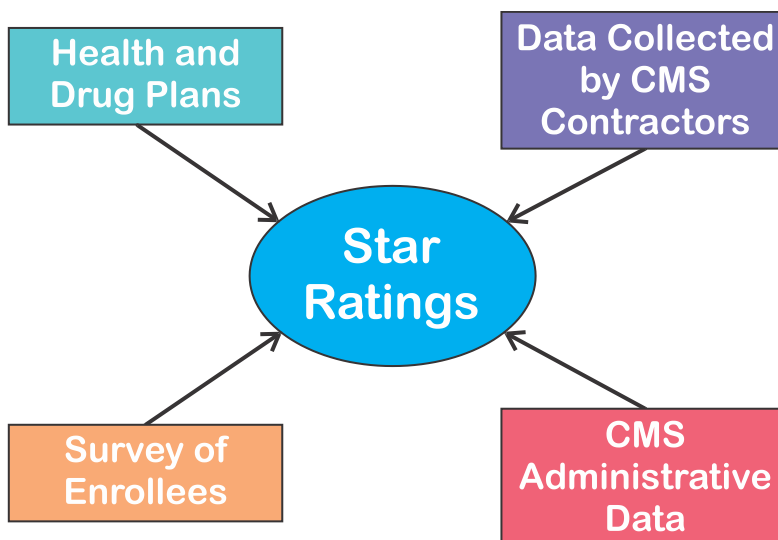 Health and
Drug Plans
Data Collected
by CMS
Contractors
Star
Ratings
Survey of
Enrollees
CMS
Administrative
Data